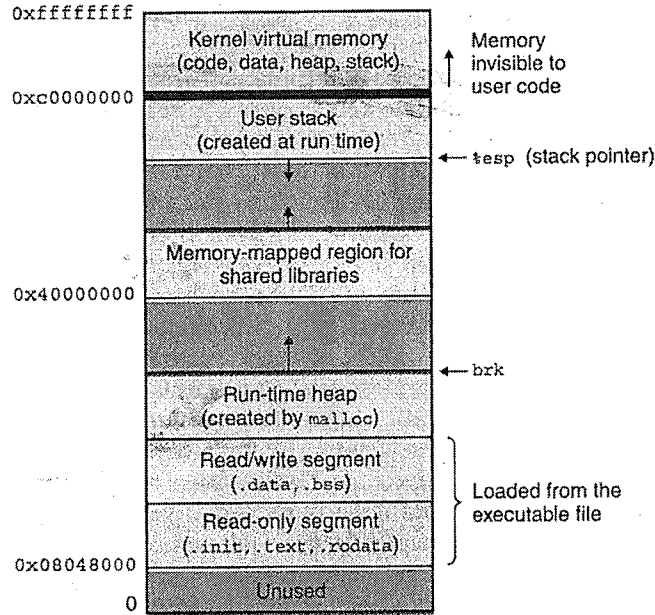 0xffffffff
Kernel virtual memory
(code, data, heap, stack)
Memory
invisible to
user code
0xc0000000
User stack
(created at run time)
%esp (stack pointer)
Memory-mapped region for
shared libraries
0x40000000
brk
Run-time heap
(created by malloc)
Read/write segment
(.data, .bss)
Loaded from the
executable file
Read-only segment
(.init, .text, .rodata)
0x08048000
Unused
0